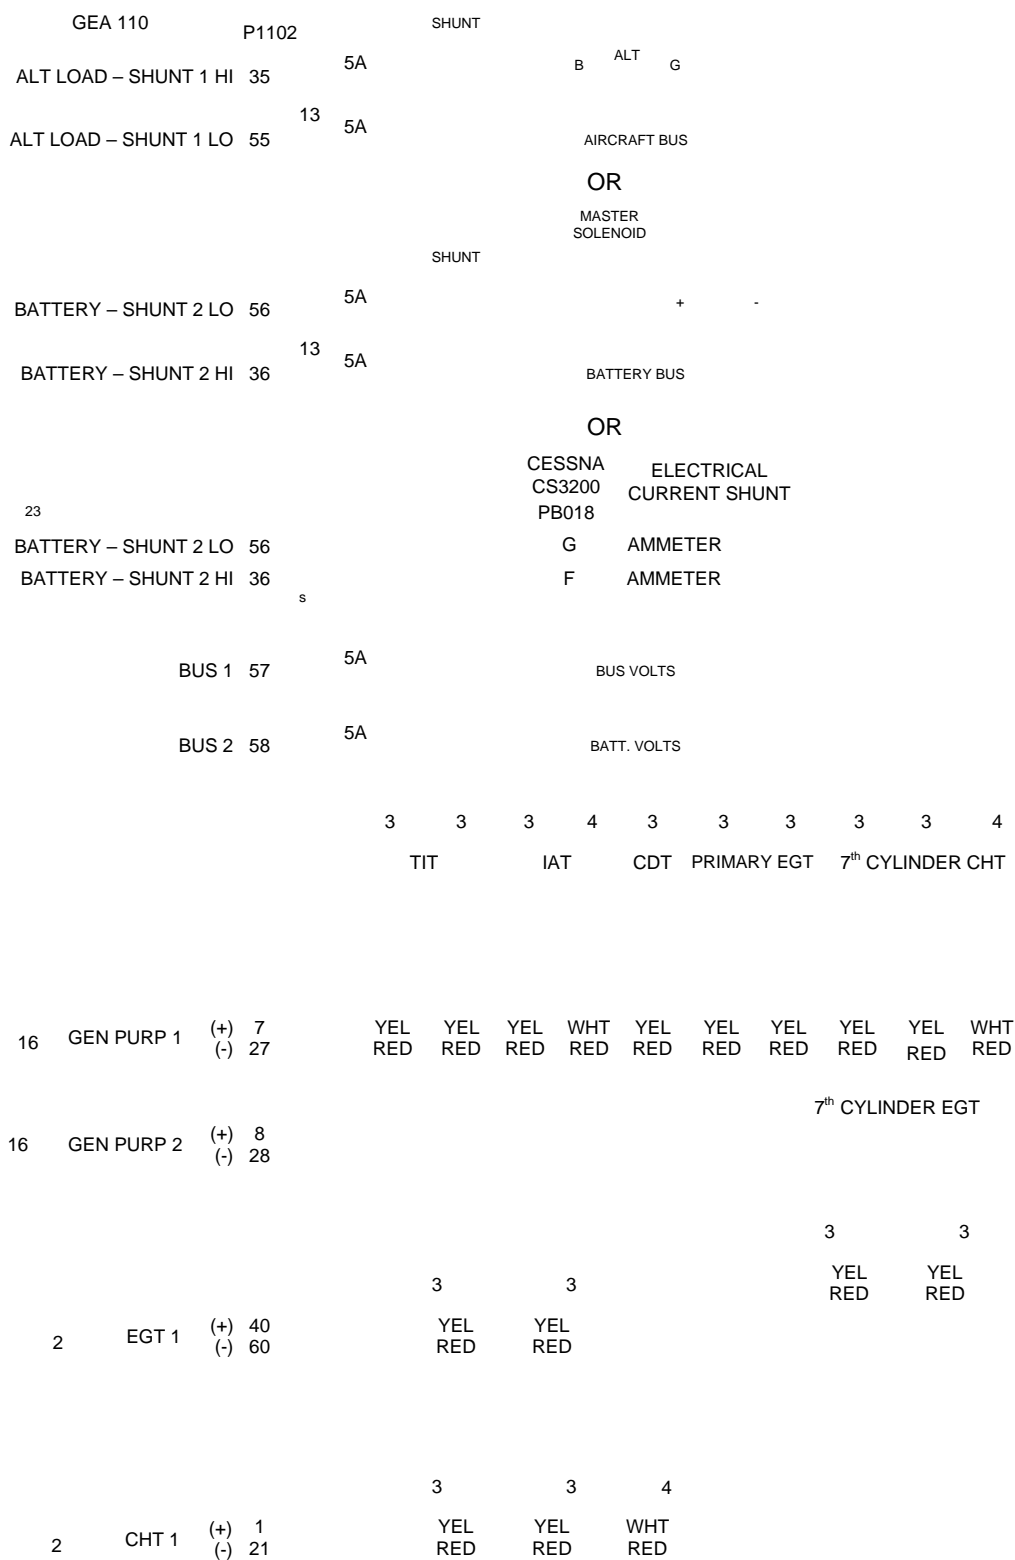 GEA 110 P1102 SHUNT
5A B ALT G
ALT LOAD – SHUNT 1 HI 35
13 5A
ALT LOAD – SHUNT 1 LO 55 AIRCRAFT BUS
OR
MASTER
SOLENOID
SHUNT
BATTERY – SHUNT 2 LO 56 5A + -
13 5A
BATTERY – SHUNT 2 HI 36 BATTERY BUS
OR
CESSNA ELECTRICAL
CS3200 CURRENT SHUNT
23 PB018
BATTERY – SHUNT 2 LO 56 G AMMETER
BATTERY – SHUNT 2 HI 36 F AMMETER
s
BUS 1 57 5A BUS VOLTS
BUS 2 58 5A BATT. VOLTS
3 3 3 4 3 3 3 3 3 4
TIT IAT CDT PRIMARY EGT 7th CYLINDER CHT
16 GEN PURP 1 (+) 7 YEL YEL YEL WHT YEL YEL YEL YEL YEL WHT
(-) 27 RED RED RED RED RED RED RED RED RED RED
7th CYLINDER EGT
16 GEN PURP 2 (+) 8
(-) 28
3 3
YEL YEL
RED RED
3 3
2 EGT 1 (+) 40 YEL YEL
(-) 60 RED RED
3 3 4
2 CHT 1 (+) 1 YEL YEL WHT
(-) 21 RED RED RED